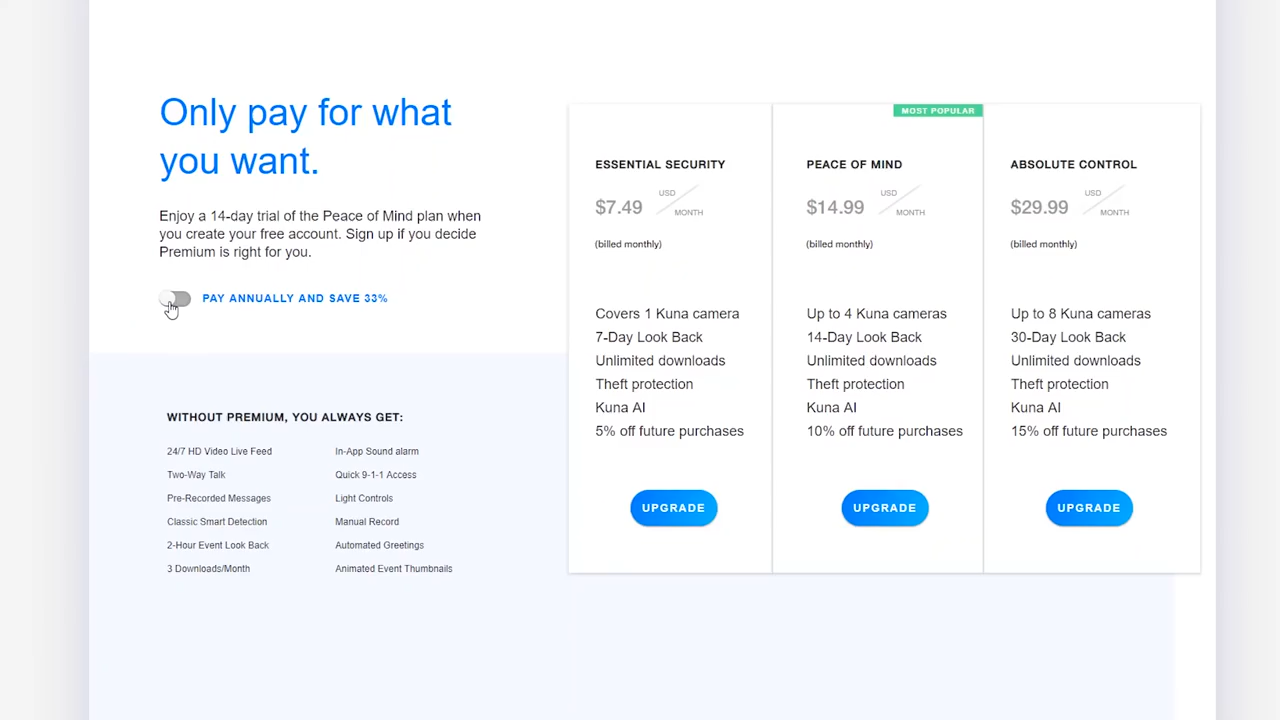 Only pay for what
you want.
Enjoy a 14-day trial of the Peace of Mind plan when
you create your free account. Sign up if you decide
Premium is right for you.
PAY ANNUALLY AND SAVE 33%
WITHOUT PREMIUM, YOU ALWAYS GET:
24/7 HD Video Live Feed
Two-Way Talk
Pre-Recorded Messages
Classic Smart Detection
2-Hour Event Look Back
3 Downloads/Month
In-App Sound alarm
Quick 9-1-1 Access
Light Controls
Manual Record
Automated Greetings
Animated Event Thumbnails
ESSENTIAL SECURITY
$7.49 USD MONTH
(billed monthly)
Covers 1 Kuna camera
7-Day Look Back
Unlimited downloads
Theft protection
Kuna AI
5% off future purchases
UPGRADE
MOST POPULAR
PEACE OF MIND
$14.99 USD MONTH
(billed monthly)
Up to 4 Kuna cameras
14-Day Look Back
Unlimited downloads
Theft protection
Kuna AI
10% off future purchases
UPGRADE
ABSOLUTE CONTROL
$29.99 USD MONTH
(billed monthly)
Up to 8 Kuna cameras
30-Day Look Back
Unlimited downloads
Theft protection
Kuna AI
15% off future purchases
UPGRADE